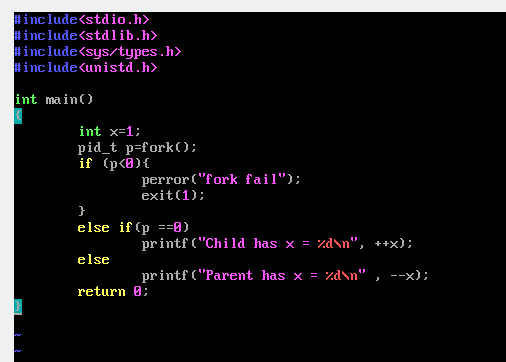 #include<stdio.h>
#include<stdlib.h>
#include<sys/types.h>
#include<unistd.h>

int main()
{
        int x=1;
        pid_t p=fork();
        if (p<0){
                perror("fork fail");
                exit(1);
        }
        else if(p ==0)
                printf("Child has x = %d\n", ++x);
        else
                printf("Parent has x = %d\n" , --x);
        return 0;
}
~
~